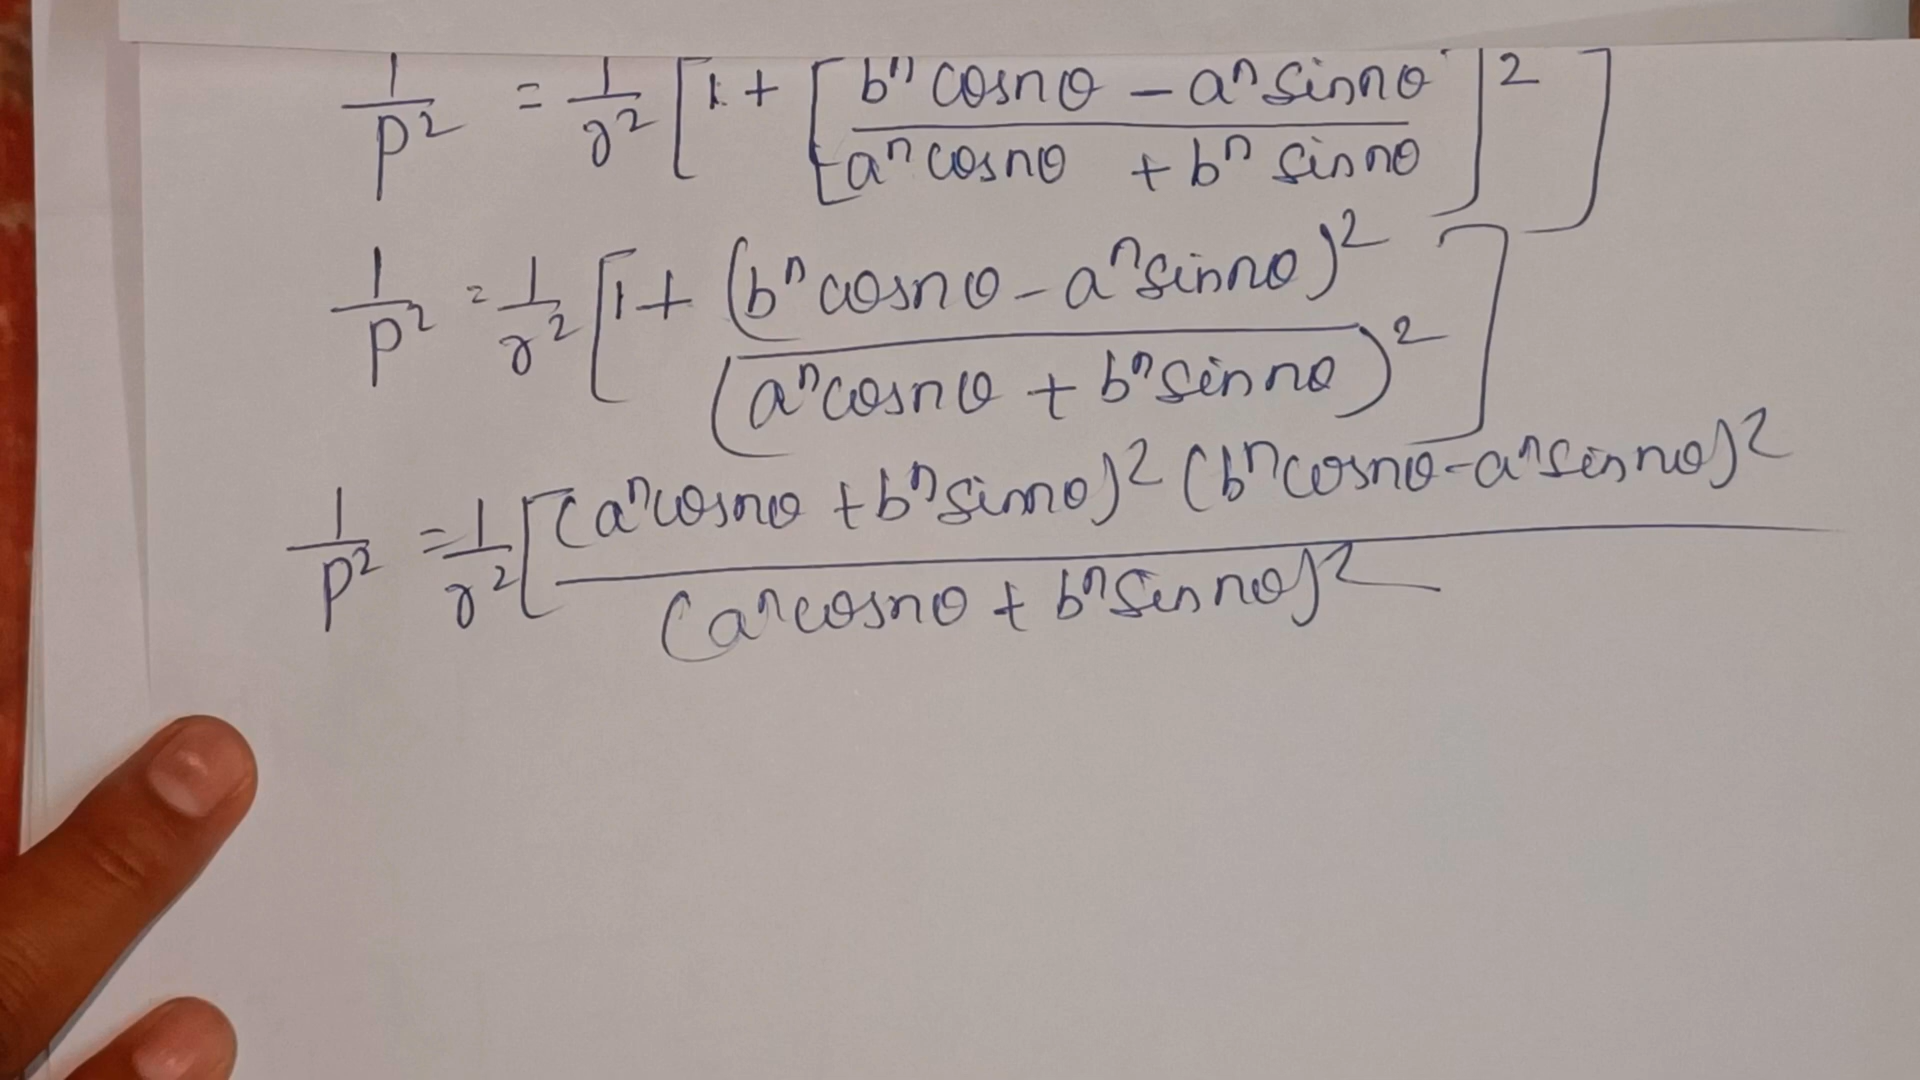 1/p² = 1/r² [1 + [(bⁿ cosnθ − aⁿ sinnθ)/(aⁿ cosnθ + bⁿ sinnθ)]²]
1/p² = 1/r² [1 + (bⁿ cosnθ − aⁿ sinnθ)²/(aⁿ cosnθ + bⁿ sinnθ)²]
1/p² = 1/r² [(aⁿ cosnθ + bⁿ sinnθ)² (bⁿ cosnθ − aⁿ sinnθ)²/(aⁿ cosnθ + bⁿ sinnθ)²